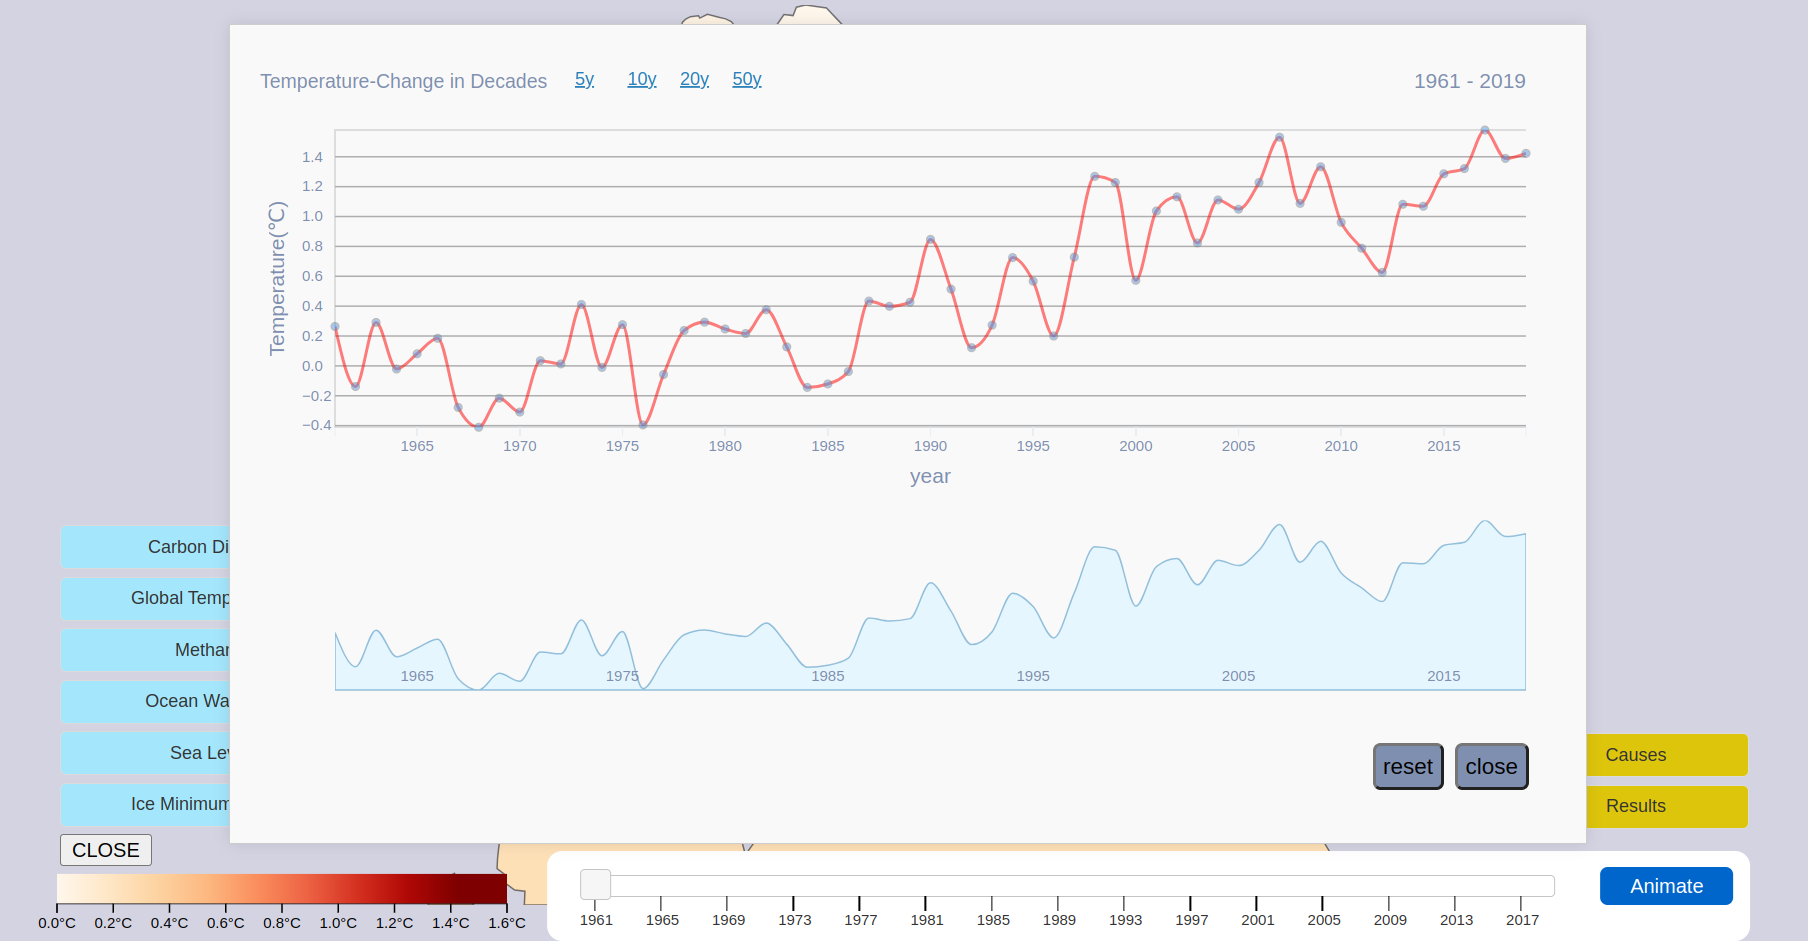 Temperature-Change in Decades 5y 10y 20y 50y 1961 - 2019
Temperature(℃)
1.4
1.2
1.0
0.8
0.6
0.4
0.2
0.0
−0.2
−0.4
1965 1970 1975 1980 1985 1990 1995 2000 2005 2010 2015
year
1965 1975 1985 1995 2005 2015
Carbon Di
Global Temp
Methan
Ocean Wa
Sea Lev
Ice Minimum
reset close
Causes
Results
CLOSE
0.0°C 0.2°C 0.4°C 0.6°C 0.8°C 1.0°C 1.2°C 1.4°C 1.6°C
1961 1965 1969 1973 1977 1981 1985 1989 1993 1997 2001 2005 2009 2013 2017
Animate